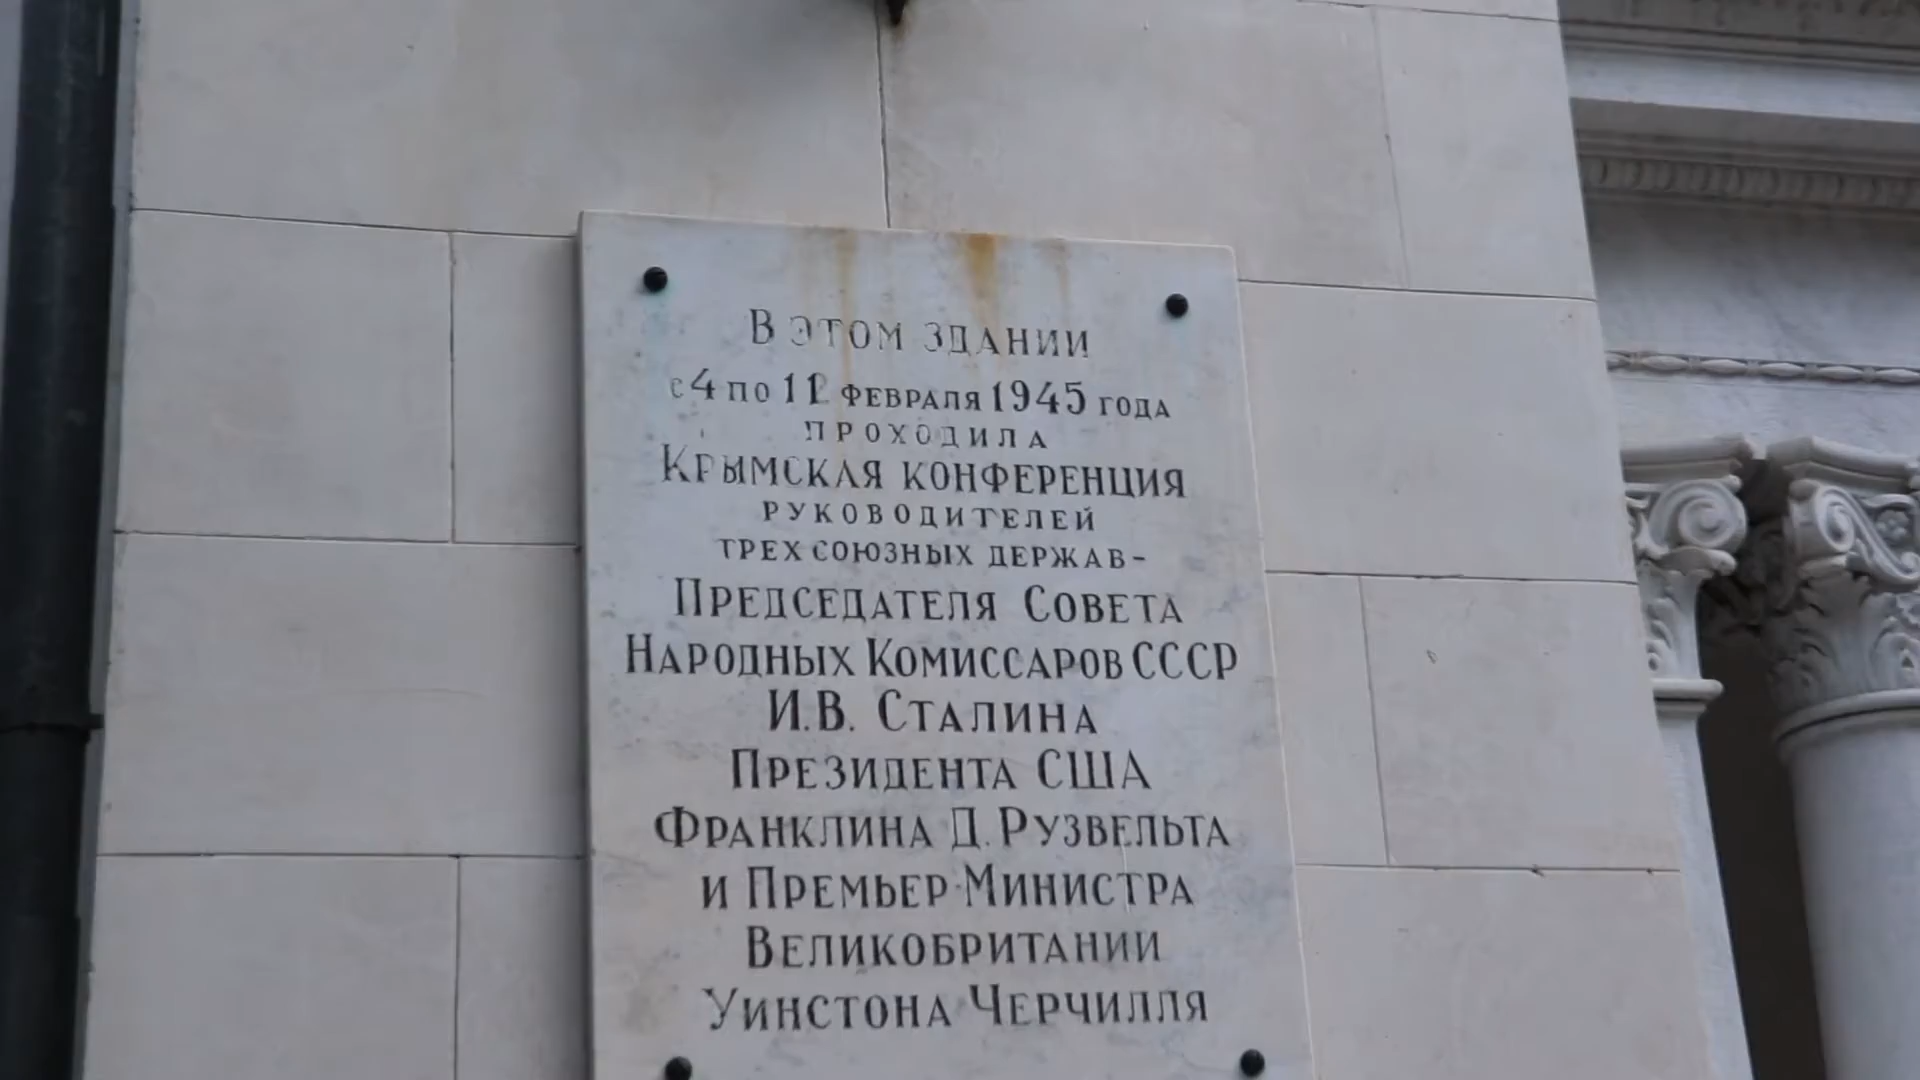 В ЭТОМ ЗДАНИИ
С 4 ПО 11 ФЕВРАЛЯ 1945 ГОДА
ПРОХОДИЛА
КРЫМСКАЯ КОНФЕРЕНЦИЯ
РУКОВОДИТЕЛЕЙ
ТРЕХ СОЮЗНЫХ ДЕРЖАВ-
ПРЕДСЕДАТЕЛЯ СОВЕТА
НАРОДНЫХ КОМИССАРОВ СССР
И.В. СТАЛИНА
ПРЕЗИДЕНТА США
ФРАНКЛИНА Д. РУЗВЕЛЬТА
И ПРЕМЬЕР-МИНИСТРА
ВЕЛИКОБРИТАНИИ
УИНСТОНА ЧЕРЧИЛЛЯ